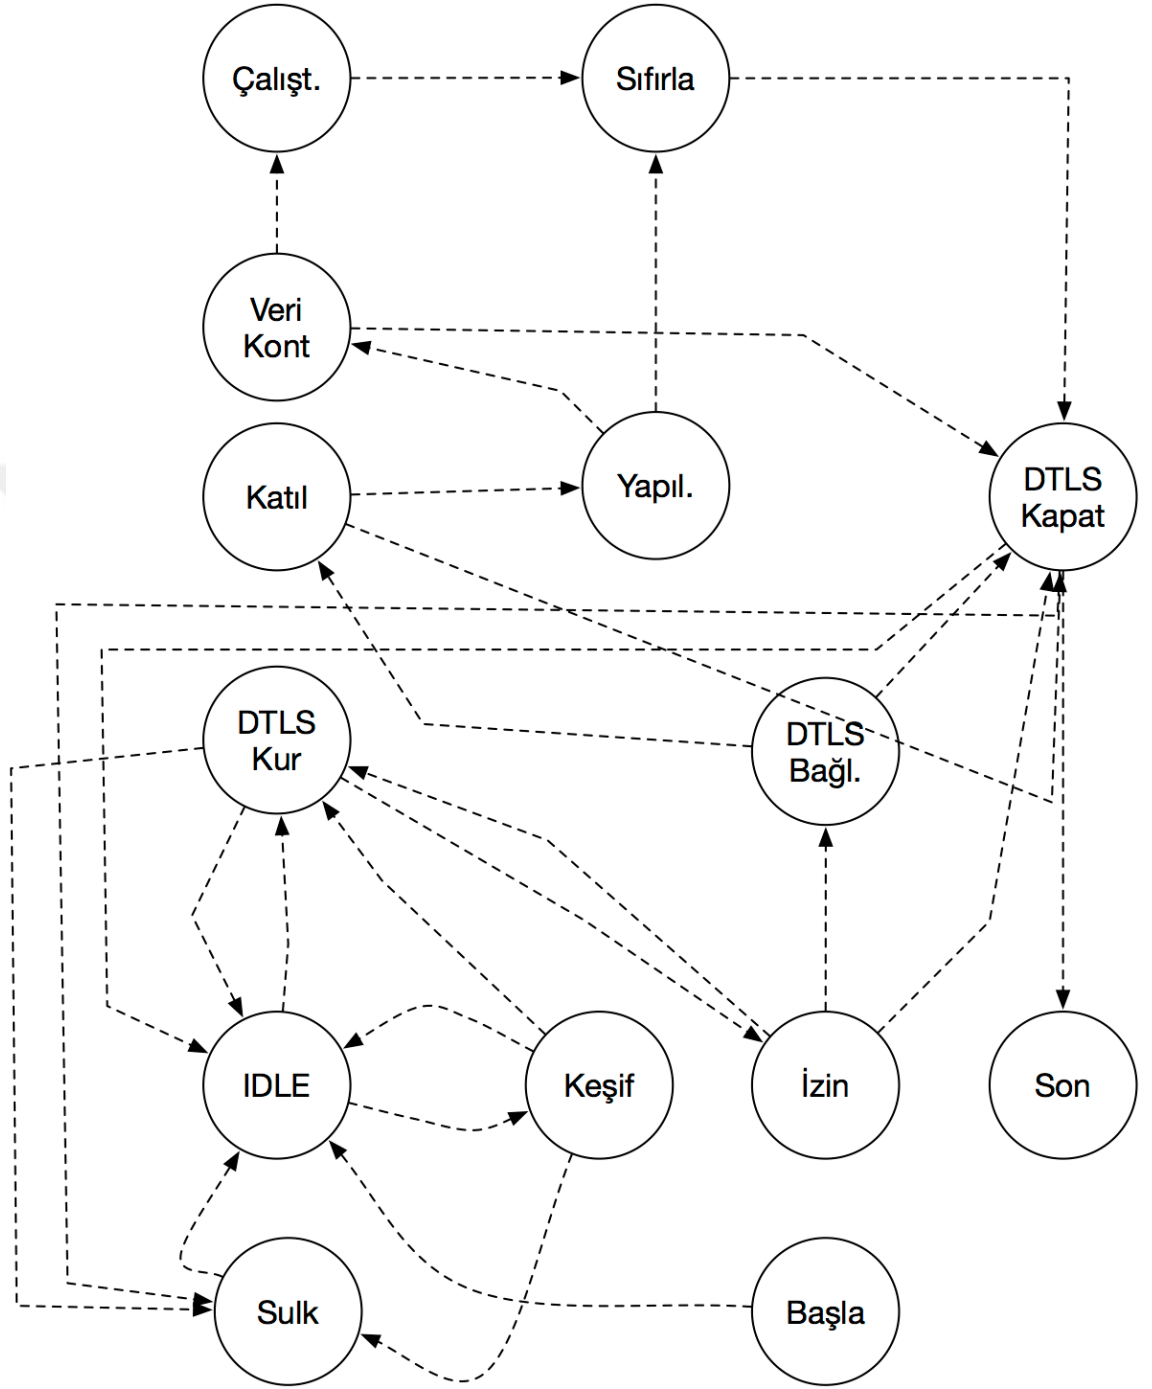 Çalışt.
Sıfırla
Veri
Kont
Katıl
Yapıl.
DTLS
Kapat
DTLS
Kur
DTLS
Bağl.
IDLE
Keşif
İzin
Son
Sulk
Başla